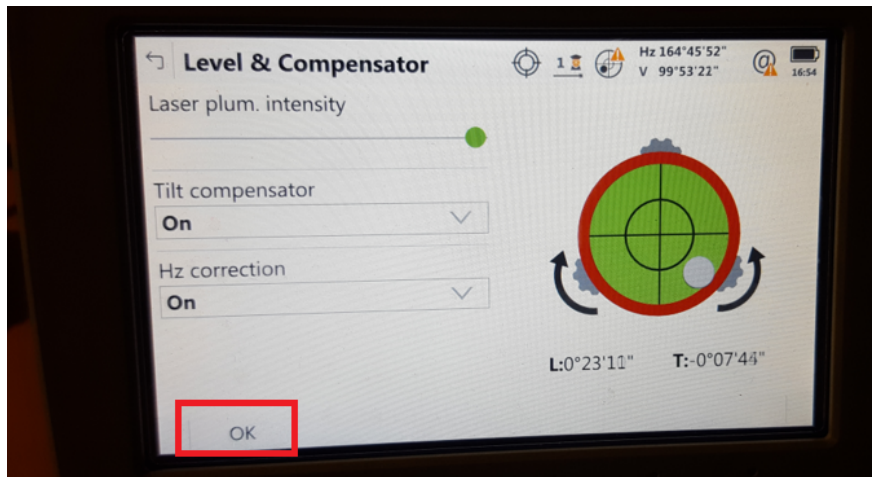 Level & Compensator
1
Hz 164°45'52"
V 99°53'22"
@
16:54
Laser plum. intensity
Tilt compensator
On
Hz correction
On
L:0°23'11" T:-0°07'44"
OK